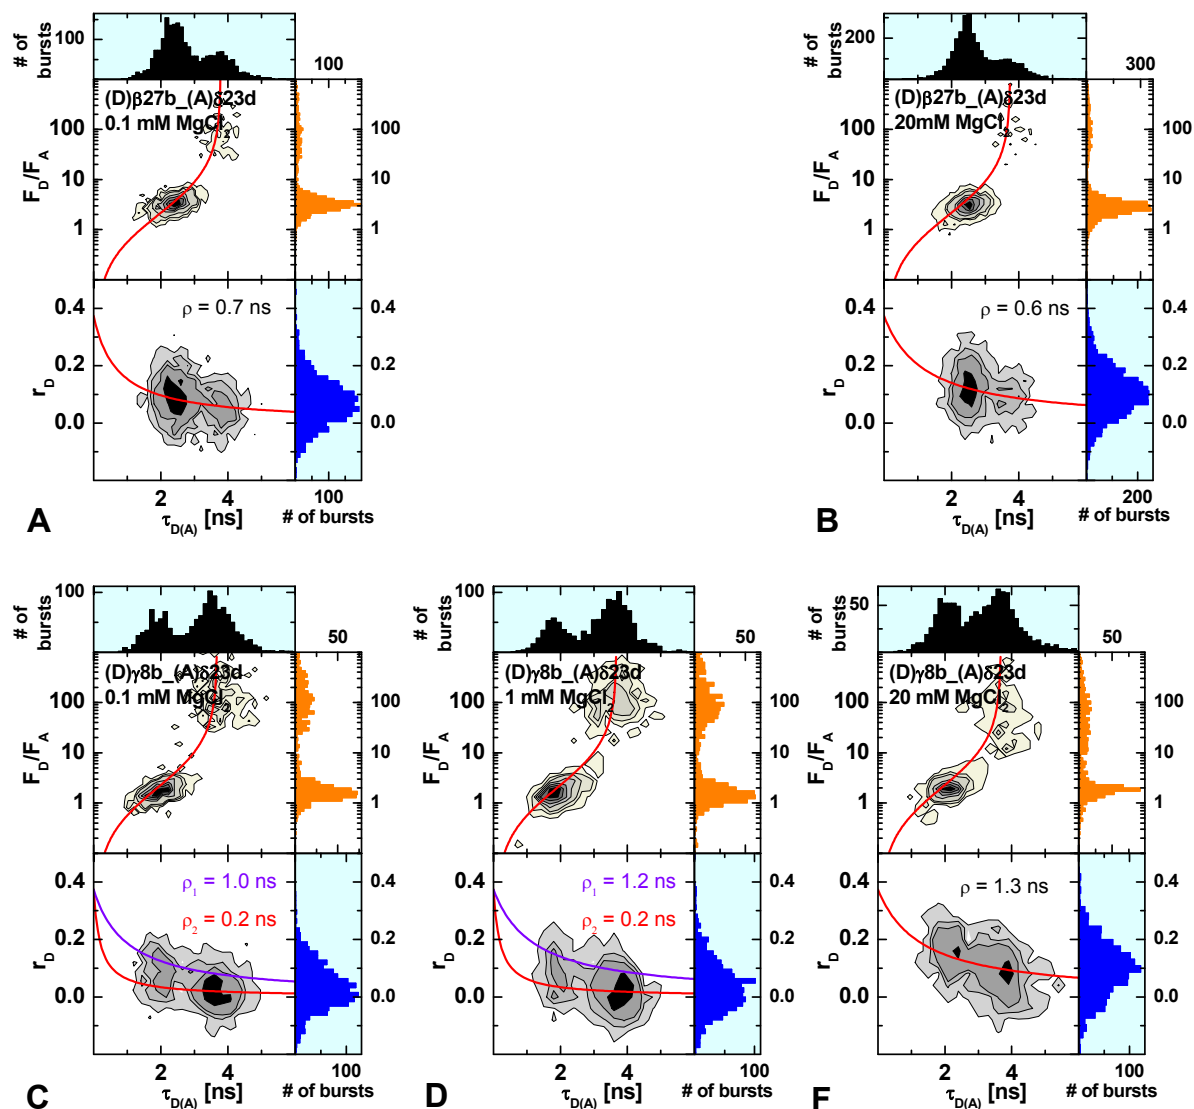 # of bursts
100
100
(D)β27b_(A)δ23d
0.1 mM MgCl2
F_D/F_A
100
10
1
100
10
1
r_D
0.4
0.2
0.0
ρ = 0.7 ns
0.4
0.2
0.0
2 4
τ_D(A) [ns]
100
# of bursts
A
# of bursts
200
300
(D)β27b_(A)δ23d
20mM MgCl2
F_D/F_A
100
10
1
100
10
1
r_D
0.4
0.2
0.0
ρ = 0.6 ns
0.4
0.2
0.0
2 4
τ_D(A) [ns]
200
# of bursts
B
# of bursts
100
50
(D)γ8b_(A)δ23d
0.1 mM MgCl2
F_D/F_A
100
10
1
100
10
1
r_D
0.4
0.2
0.0
ρ1 = 1.0 ns
ρ2 = 0.2 ns
0.4
0.2
0.0
2 4
τ_D(A) [ns]
100
# of bursts
C
# of bursts
100
50
(D)γ8b_(A)δ23d
1 mM MgCl2
F_D/F_A
100
10
1
100
10
1
r_D
0.4
0.2
0.0
ρ1 = 1.2 ns
ρ2 = 0.2 ns
0.4
0.2
0.0
2 4
τ_D(A) [ns]
100
# of bursts
D
# of bursts
50
50
(D)γ8b_(A)δ23d
20 mM MgCl2
F_D/F_A
100
10
1
100
10
1
r_D
0.4
0.2
0.0
ρ = 1.3 ns
0.4
0.2
0.0
2 4
τ_D(A) [ns]
100
# of bursts
F